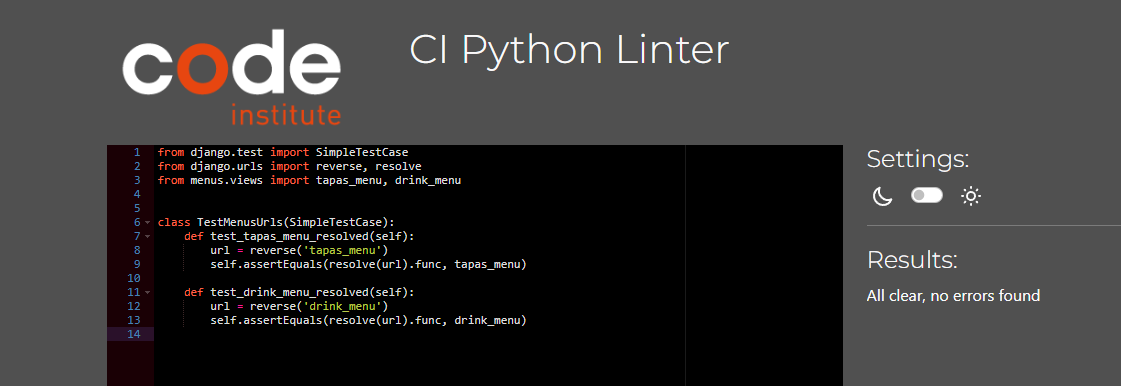 code
institute
CI Python Linter
1 from django.test import SimpleTestCase
2 from django.urls import reverse, resolve
3 from menus.views import tapas_menu, drink_menu
4
5
6 class TestMenusUrls(SimpleTestCase):
7     def test_tapas_menu_resolved(self):
8         url = reverse('tapas_menu')
9         self.assertEquals(resolve(url).func, tapas_menu)
10
11     def test_drink_menu_resolved(self):
12         url = reverse('drink_menu')
13         self.assertEquals(resolve(url).func, drink_menu)
14
Settings:
Results:
All clear, no errors found